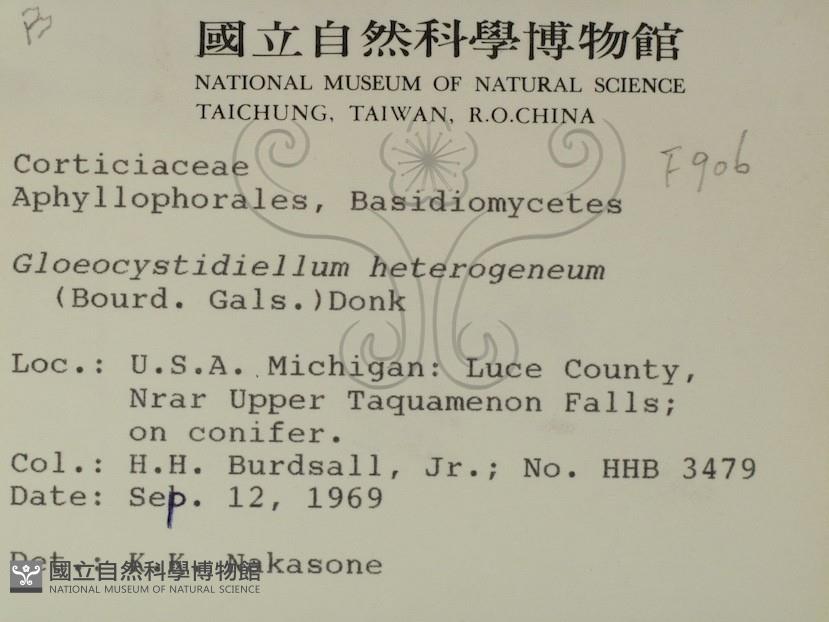 國立自然科學博物館
NATIONAL MUSEUM OF NATURAL SCIENCE
TAICHUNG, TAIWAN, R.O.CHINA
F906
Corticiaceae
Aphyllophorales, Basidiomycetes
Gloeocystidiellum heterogeneum
(Bourd. Gals.)Donk
Loc.: U.S.A. Michigan: Luce County,
Nrar Upper Taquamenon Falls;
on conifer.
Col.: H.H. Burdsall, Jr.; No. HHB 3479
Date: Sep. 12, 1969
Det.: K.K. Nakasone
國立自然科學博物館
NATIONAL MUSEUM OF NATURAL SCIENCE